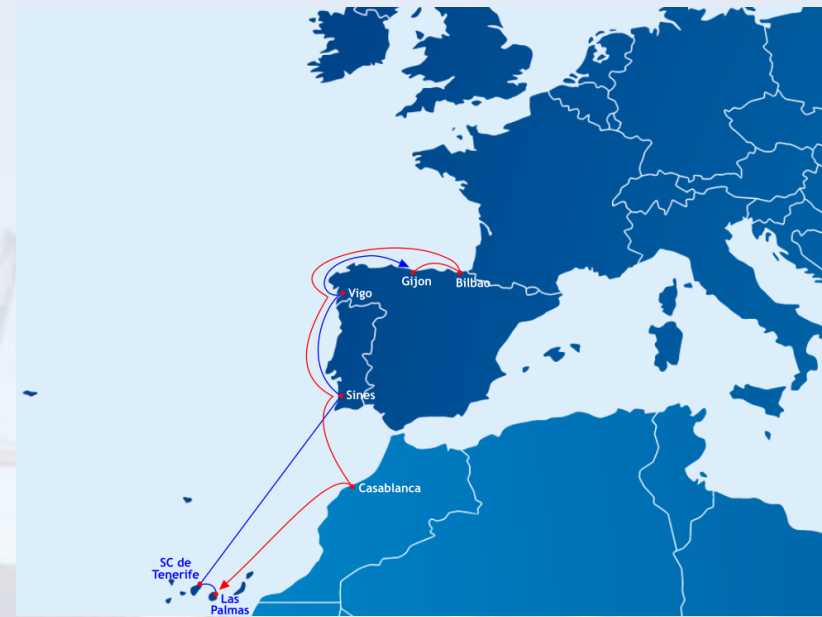 Gijon
Bilbao
Vigo
Sines
Casablanca
SC de
Tenerife
Las
Palmas